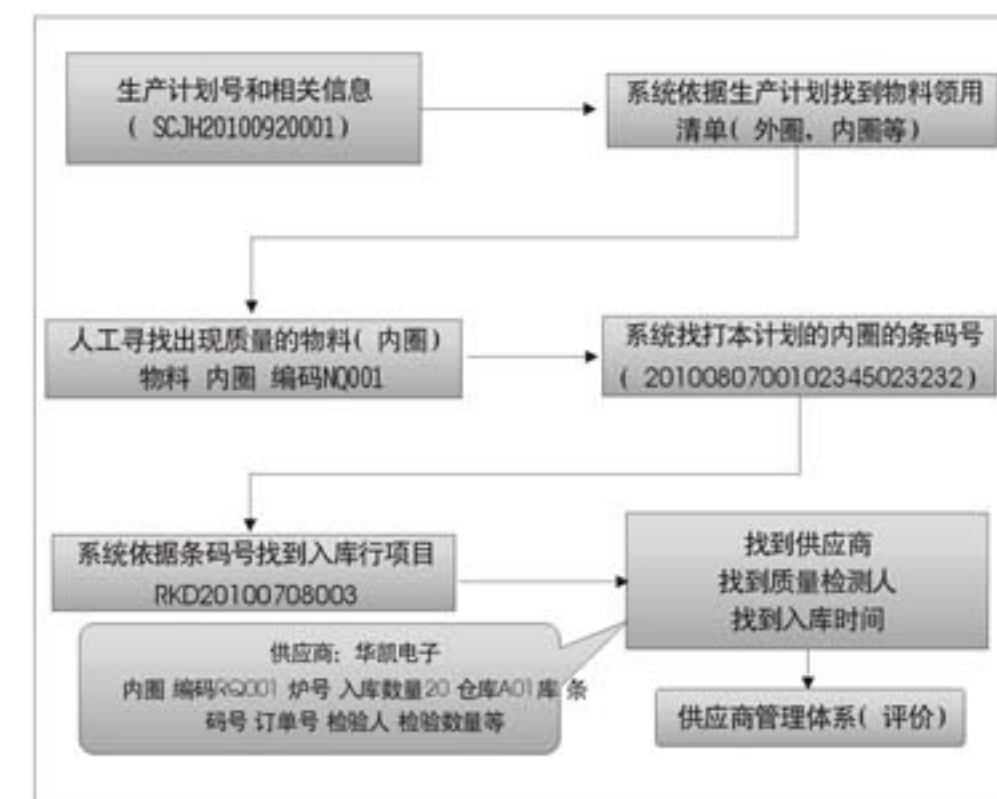 生产计划号和相关信息
( SCJH20100920001)
系统依据生产计划找到物料领用
清单( 外圈、内圈等)
人工寻找出现质量的物料( 内圈)
物料 内圈 编码NQ001
系统找打本计划的内圈的条码号
( 2010080700102345023232)
系统依据条码号找到入库行项目
RKD20100708003
找到供应商
找到质量检测人
找到入库时间
供应商: 华凯电子
内圈 编码RQ001 炉号 入库数量20 仓库A01库 条
码号 订单号 检验人 检验数量等
供应商管理体系( 评价)